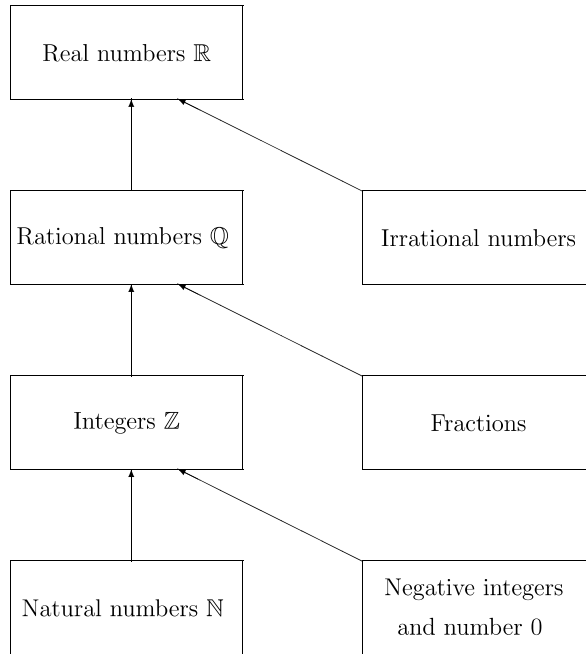 Real numbers ℝ
Rational numbers ℚ
Irrational numbers
Integers ℤ
Fractions
Natural numbers ℕ
Negative integers
and number 0